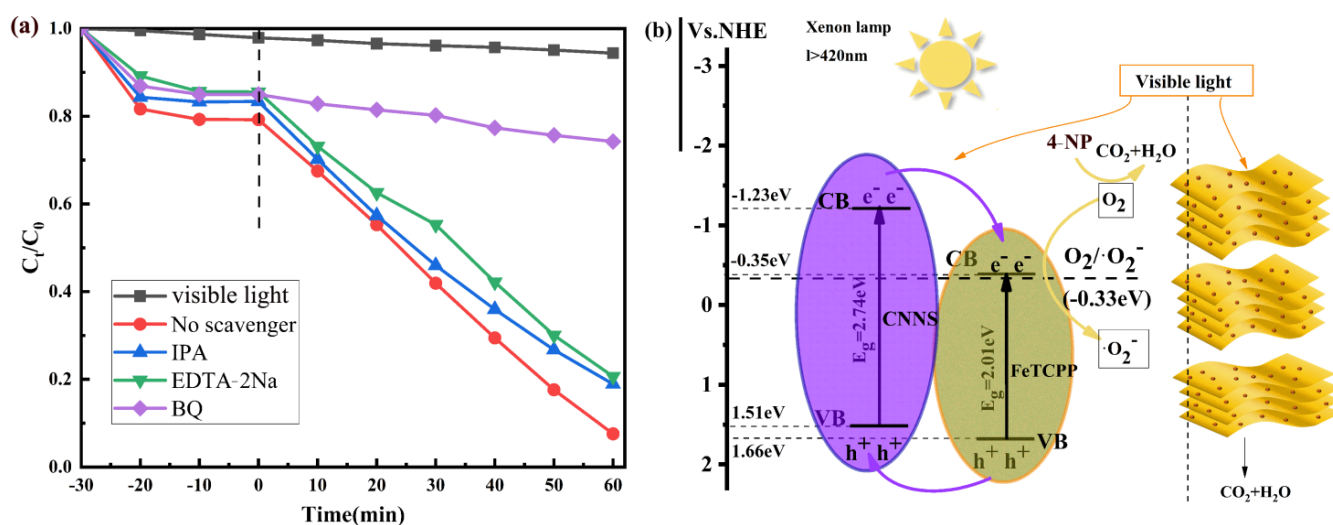 (a)
1.0
0.8
0.6
0.4
0.2
0.0
Cₜ/C₀
visible light
No scavenger
IPA
EDTA-2Na
BQ
-30 -20 -10 0 10 20 30 40 50 60
Time(min)
(b)
Vs.NHE
-3
-2
-1
0
1
2
Xenon lamp
l>420nm
Visible light
4-NP
CO₂+H₂O
O₂
-1.23eV
CB
e⁻ e⁻
-0.35eV
CB
e⁻ e⁻
O₂/·O₂⁻
(-0.33eV)
·O₂⁻
E_g=2.74eV
CNNS
E_g=2.01eV
FeTCPP
1.51eV
VB
h⁺ h⁺
1.66eV
VB
h⁺ h⁺
CO₂+H₂O